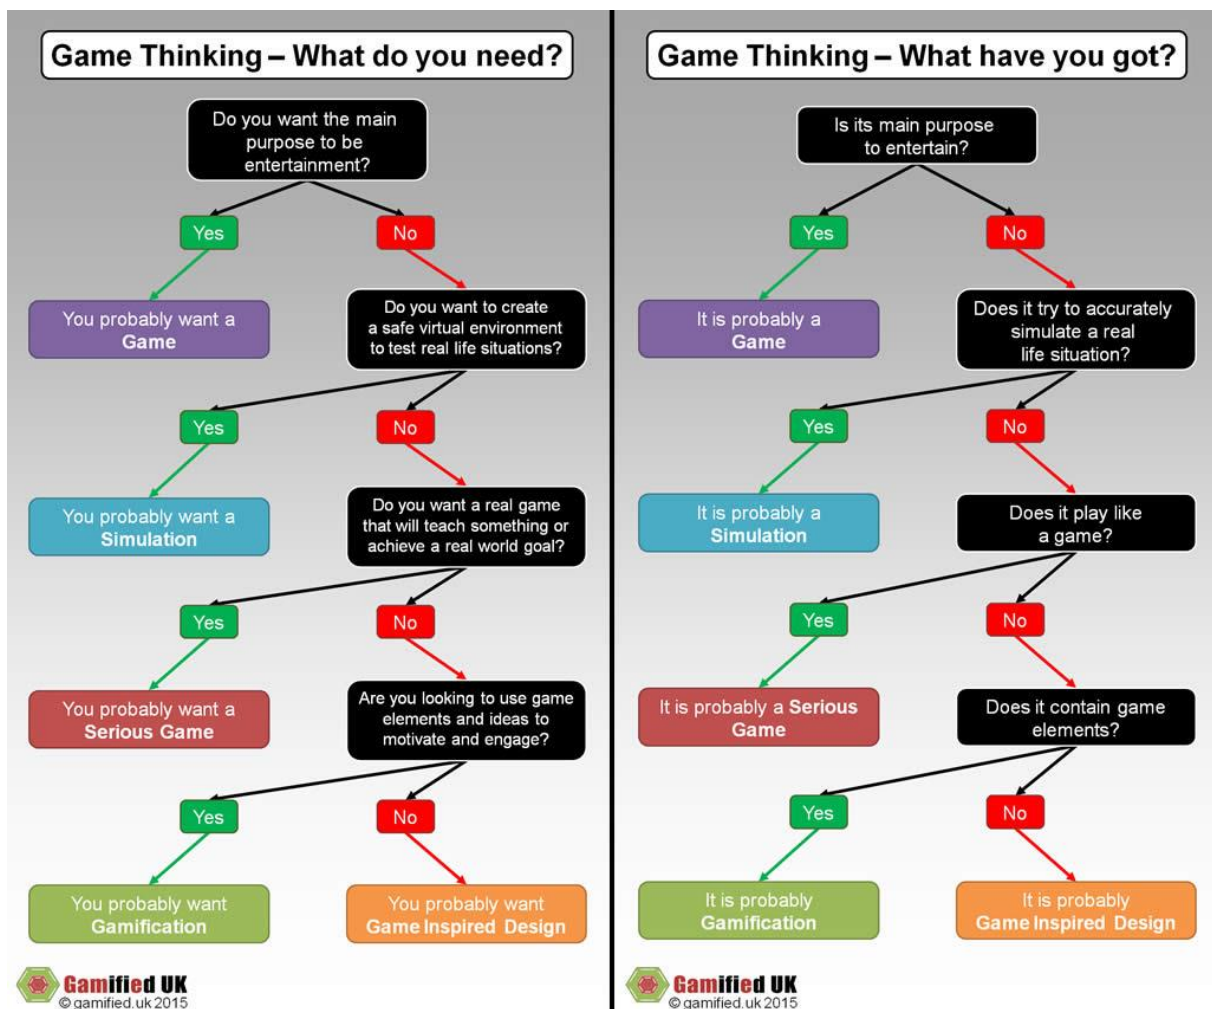 Game Thinking – What do you need?
Do you want the main
purpose to be
entertainment?
Yes
No
You probably want a
Game
Do you want to create
a safe virtual environment
to test real life situations?
Yes
No
You probably want a
Simulation
Do you want a real game
that will teach something or
achieve a real world goal?
Yes
No
You probably want a
Serious Game
Are you looking to use game
elements and ideas to
motivate and engage?
Yes
No
You probably want
Gamification
You probably want
Game Inspired Design
Gamified UK
© gamified.uk 2015
Game Thinking – What have you got?
Is its main purpose
to entertain?
Yes
No
It is probably a
Game
Does it try to accurately
simulate a real
life situation?
Yes
No
It is probably a
Simulation
Does it play like
a game?
Yes
No
It is probably a Serious
Game
Does it contain game
elements?
Yes
No
It is probably
Gamification
It is probably
Game Inspired Design
Gamified UK
© gamified.uk 2015